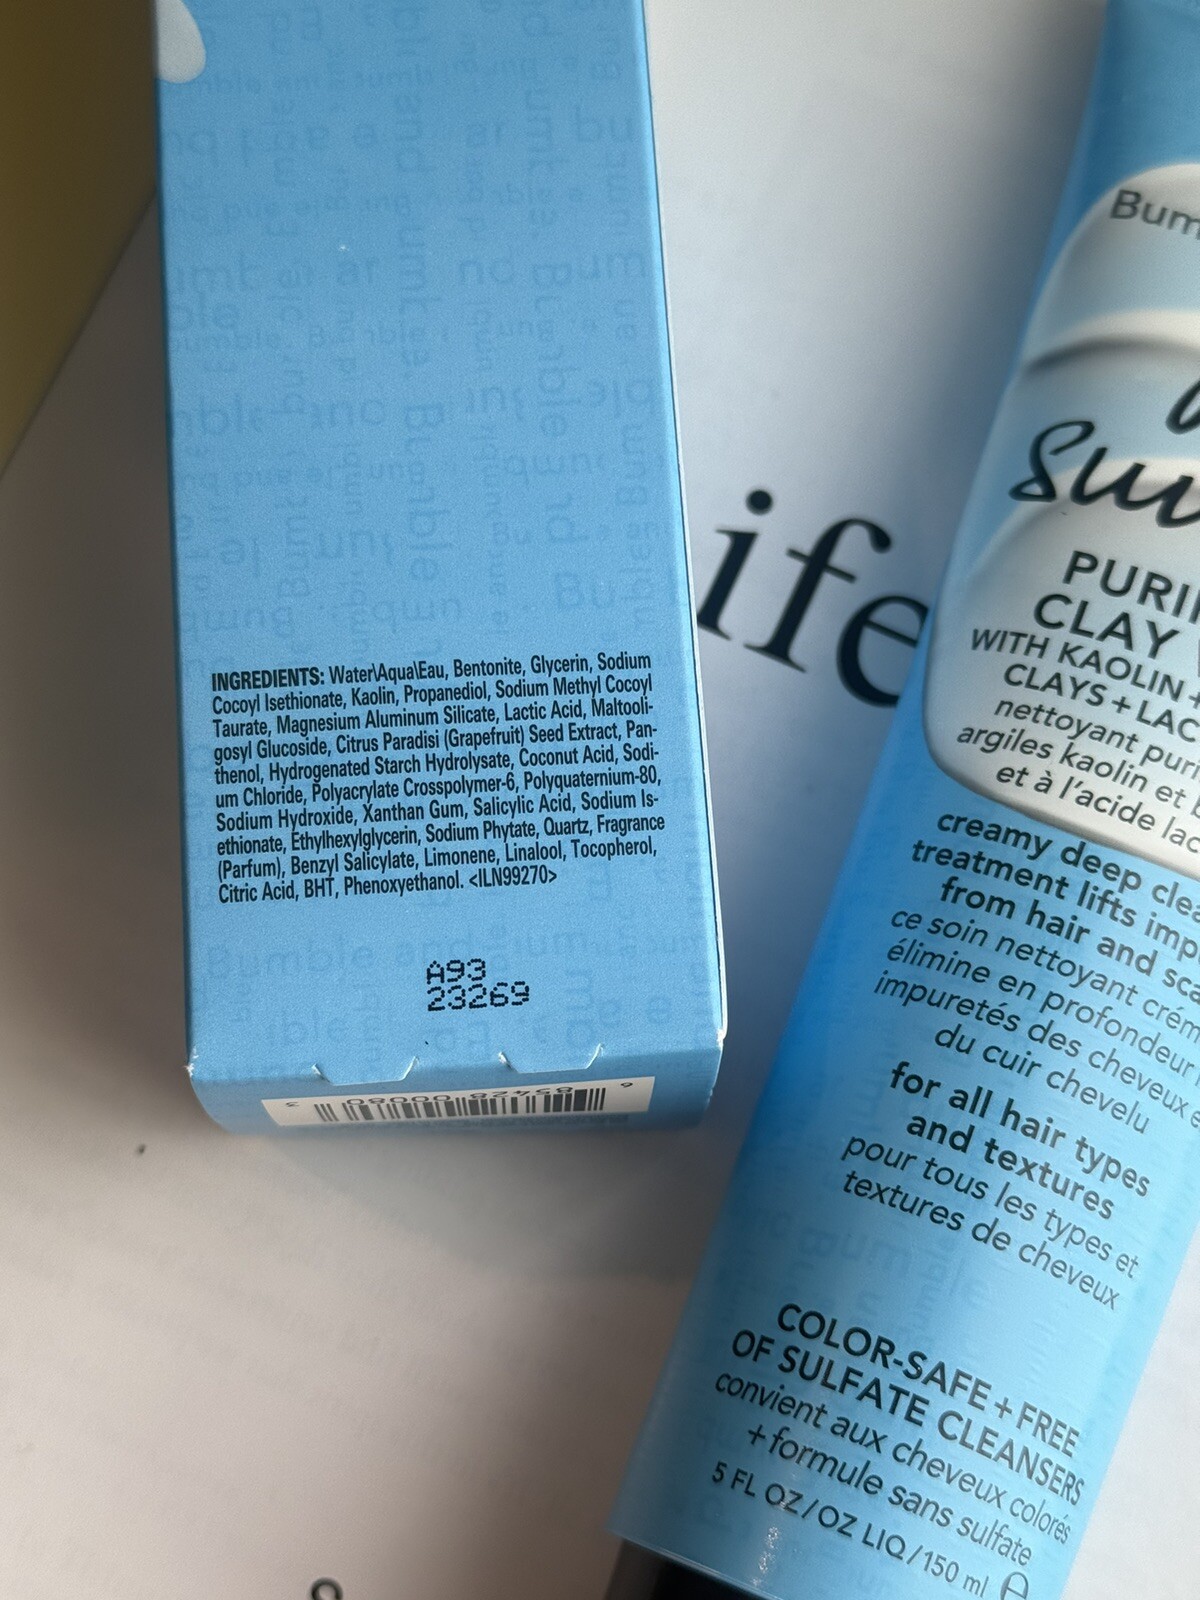 INGREDIENTS: Water\Aqua\Eau, Bentonite, Glycerin, Sodium
Cocoyl Isethionate, Kaolin, Propanediol, Sodium Methyl Cocoyl
Taurate, Magnesium Aluminum Silicate, Lactic Acid, Maltooli-
gosyl Glucoside, Citrus Paradisi (Grapefruit) Seed Extract, Pan-
thenol, Hydrogenated Starch Hydrolysate, Coconut Acid, Sodi-
um Chloride, Polyacrylate Crosspolymer-6, Polyquaternium-80,
Sodium Hydroxide, Xanthan Gum, Salicylic Acid, Sodium Is-
ethionate, Ethylhexylglycerin, Sodium Phytate, Quartz, Fragrance
(Parfum), Benzyl Salicylate, Limonene, Linalool, Tocopherol,
Citric Acid, BHT, Phenoxyethanol. <ILN99270>
A93
23269
6 85428 00080 3
ife
Bum
Sun
PURI
CLAY
WITH KAOLIN +
CLAYS + LAC
nettoyant puri
argiles kaolin et
et à l'acide lac
creamy deep clea
treatment lifts imp
from hair and sca
ce soin nettoyant crém
élimine en profondeur
impuretés des cheveux e
du cuir chevelu
for all hair types
and textures
pour tous les types et
textures de cheveux
COLOR-SAFE + FREE
OF SULFATE CLEANSERS
convient aux cheveux colorés
+ formule sans sulfate
5 FL OZ/OZ LIQ/150 ml e